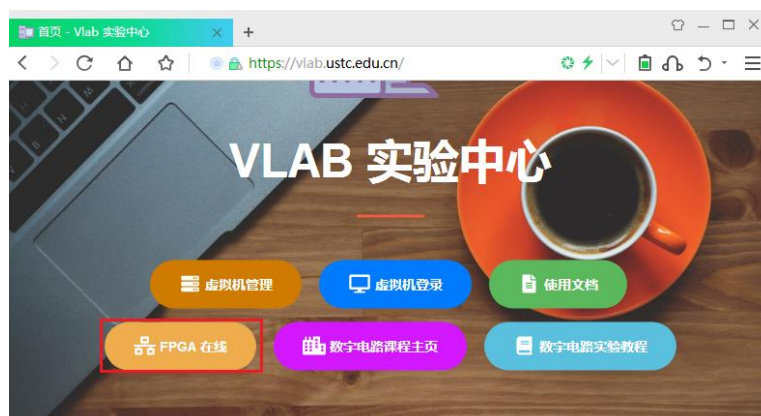 首页 - Vlab 实验中心
https://vlab.ustc.edu.cn/
VLAB 实验中心
虚拟机管理
虚拟机登录
使用文档
FPGA 在线
数字电路课程主页
数字电路实验教程